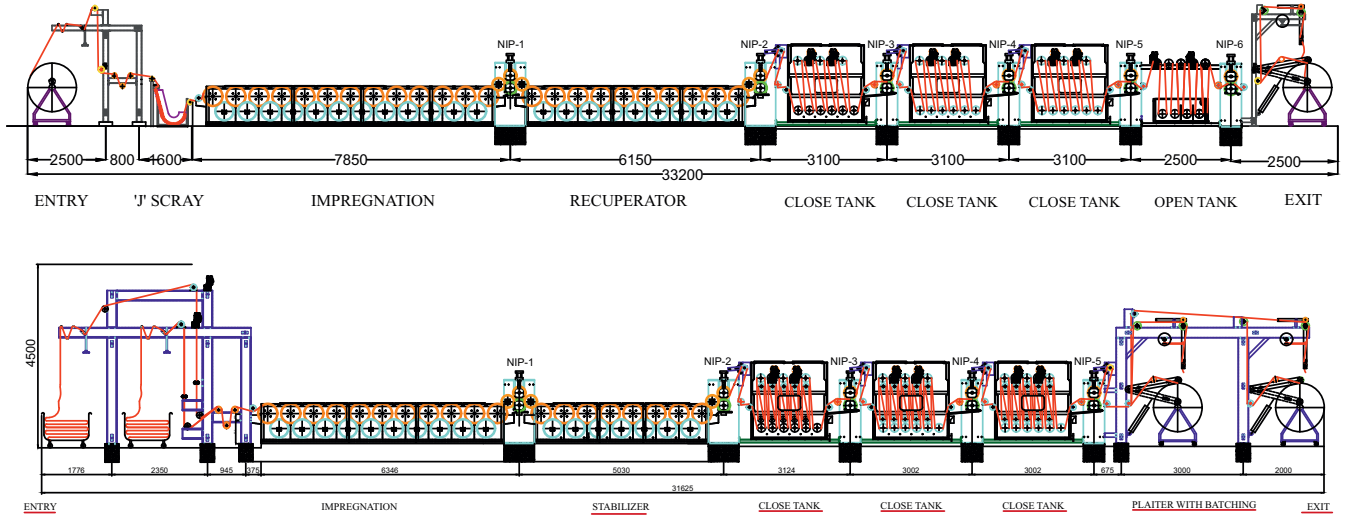 NIP-1
NIP-2
NIP-3
NIP-4
NIP-5
NIP-6
2500
800
1600
7850
6150
3100
3100
3100
2500
2500
33200
ENTRY
'J' SCRAY
IMPREGNATION
RECUPERATOR
CLOSE TANK
CLOSE TANK
CLOSE TANK
OPEN TANK
EXIT
4500
NIP-1
NIP-2
NIP-3
NIP-4
NIP-5
1776
2350
945
375
6346
5030
3124
3002
3002
675
3000
2000
31625
ENTRY
IMPREGNATION
STABILIZER
CLOSE TANK
CLOSE TANK
CLOSE TANK
PLAITER WITH BATCHING
EXIT